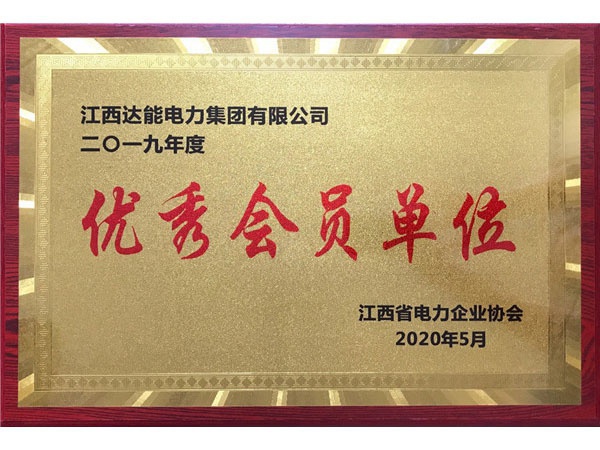 江西达能电力集团有限公司
二〇一九年度
优秀会员单位
江西省电力企业协会
2020年5月